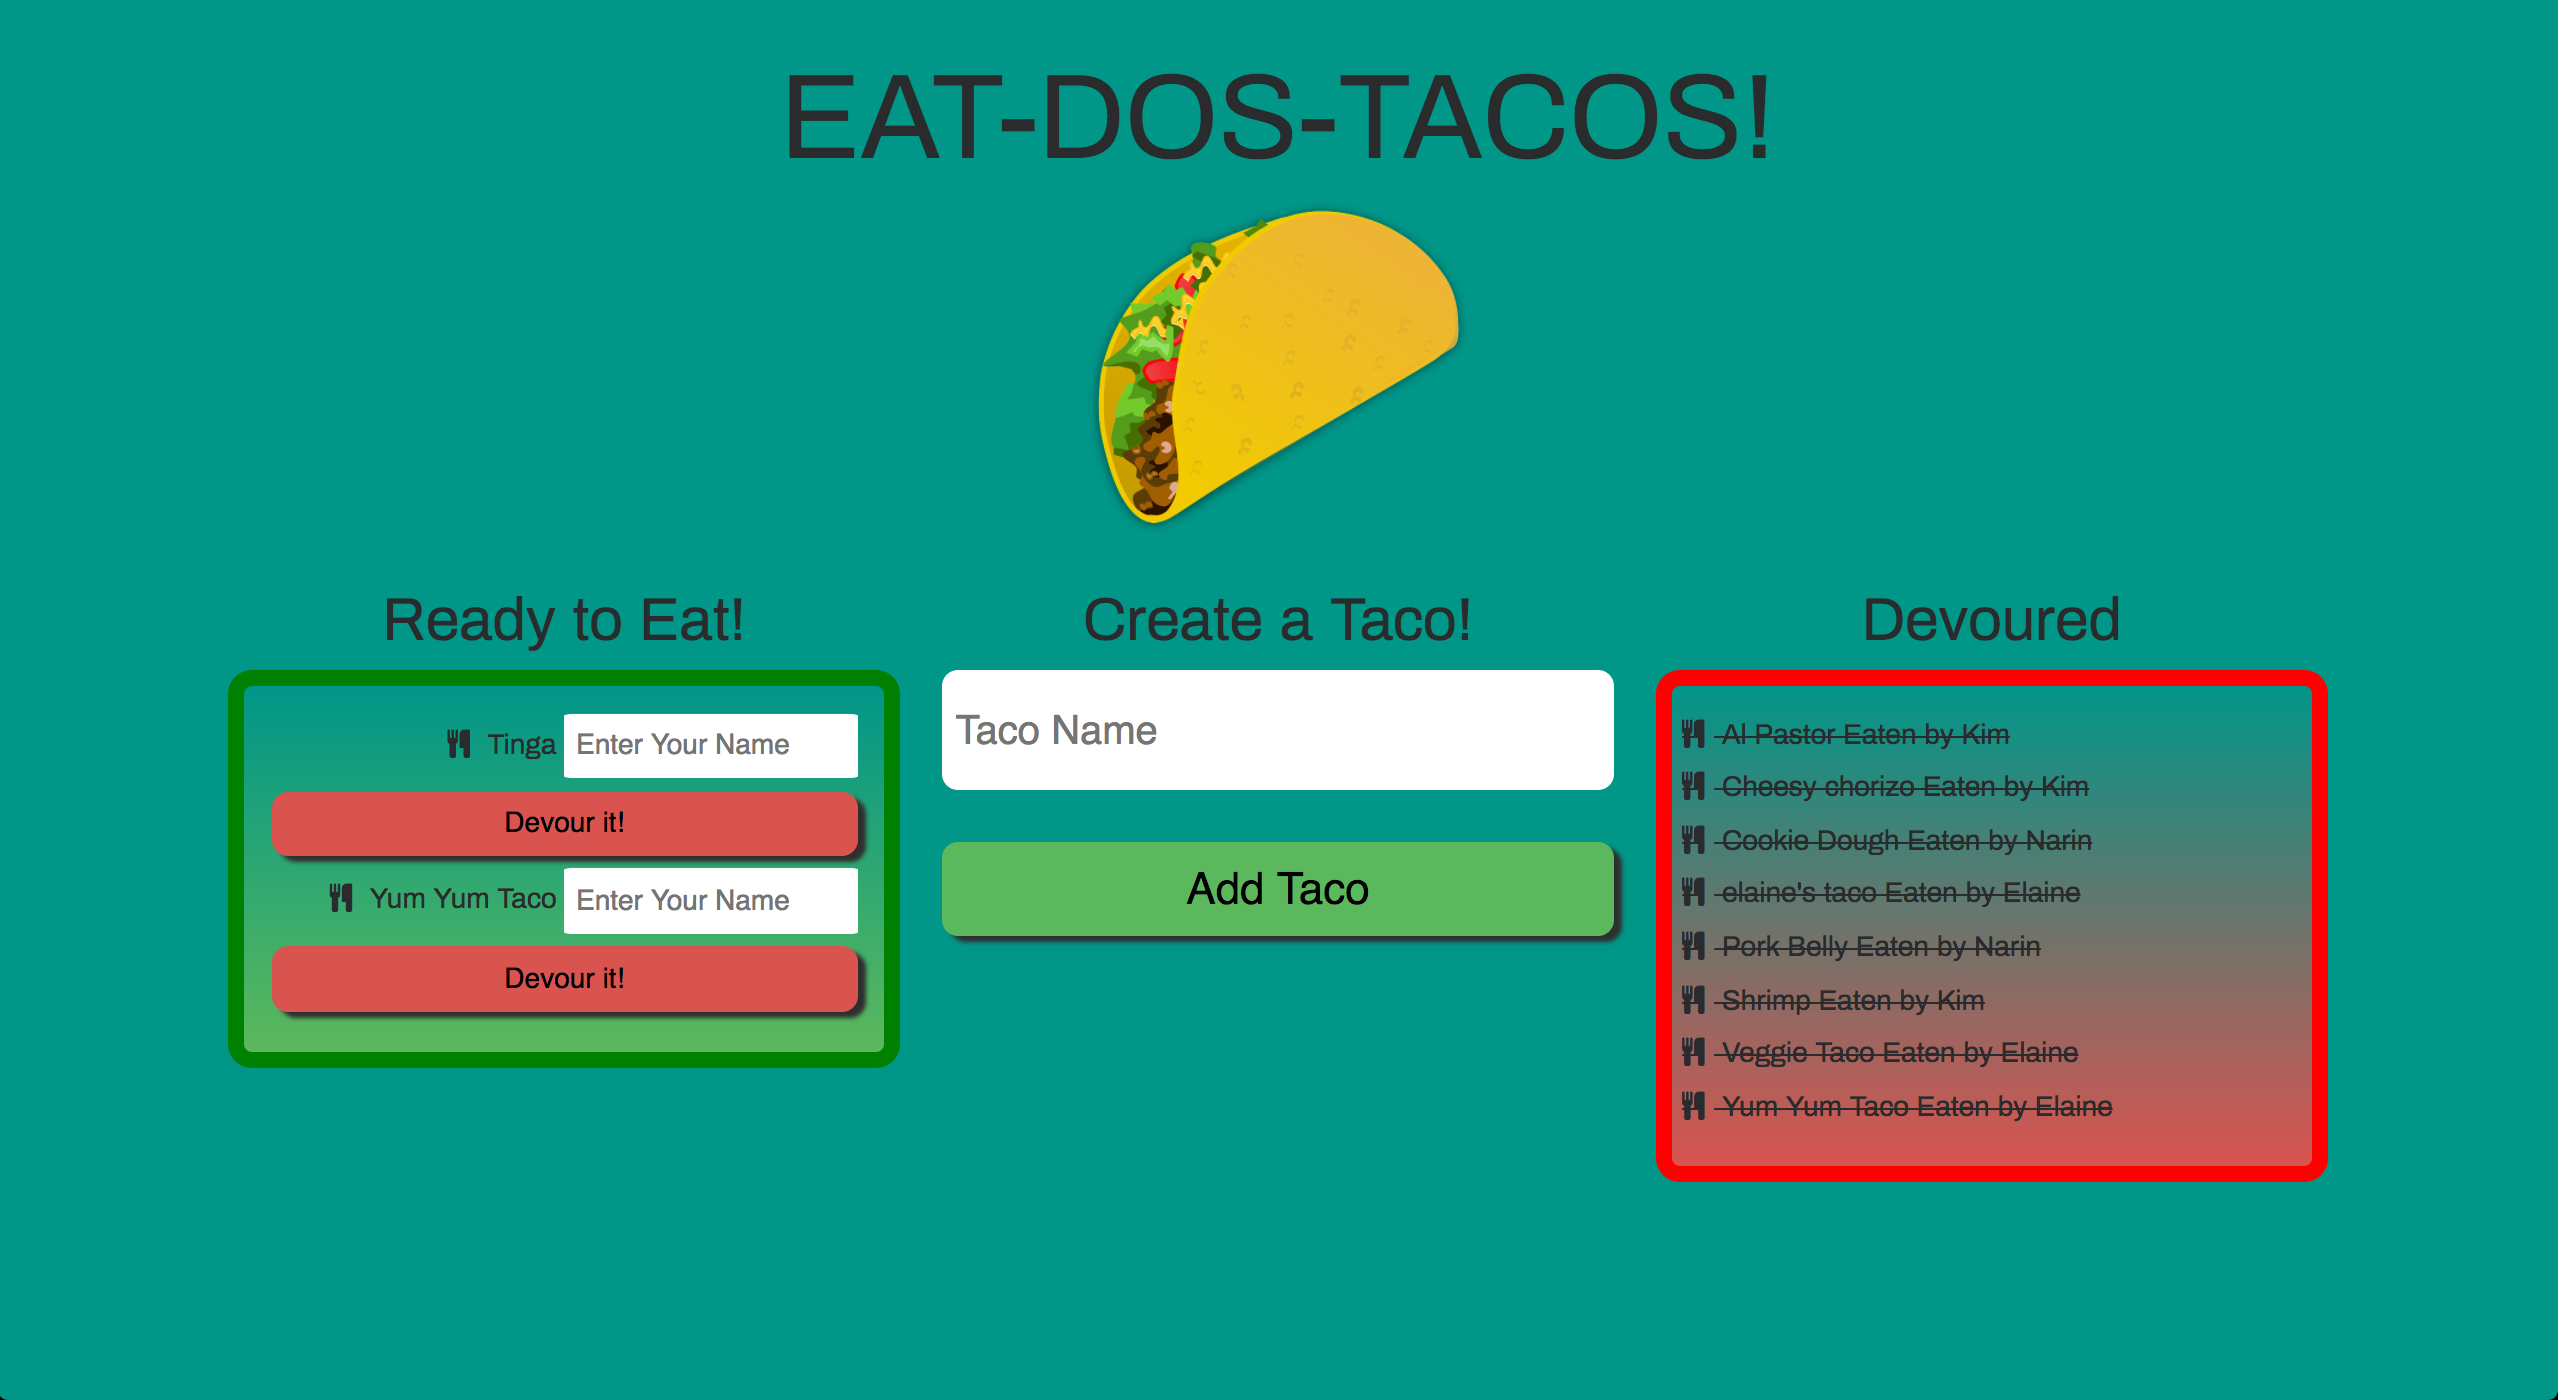 EAT-DOS-TACOS!
Ready to Eat!
Tinga
Enter Your Name
Devour it!
Yum Yum Taco
Enter Your Name
Devour it!
Create a Taco!
Taco Name
Add Taco
Devoured
Al Pastor Eaten by Kim
Cheesy chorizo Eaten by Kim
Cookie Dough Eaten by Narin
elaine's taco Eaten by Elaine
Pork Belly Eaten by Narin
Shrimp Eaten by Kim
Veggie Taco Eaten by Elaine
Yum Yum Taco Eaten by Elaine